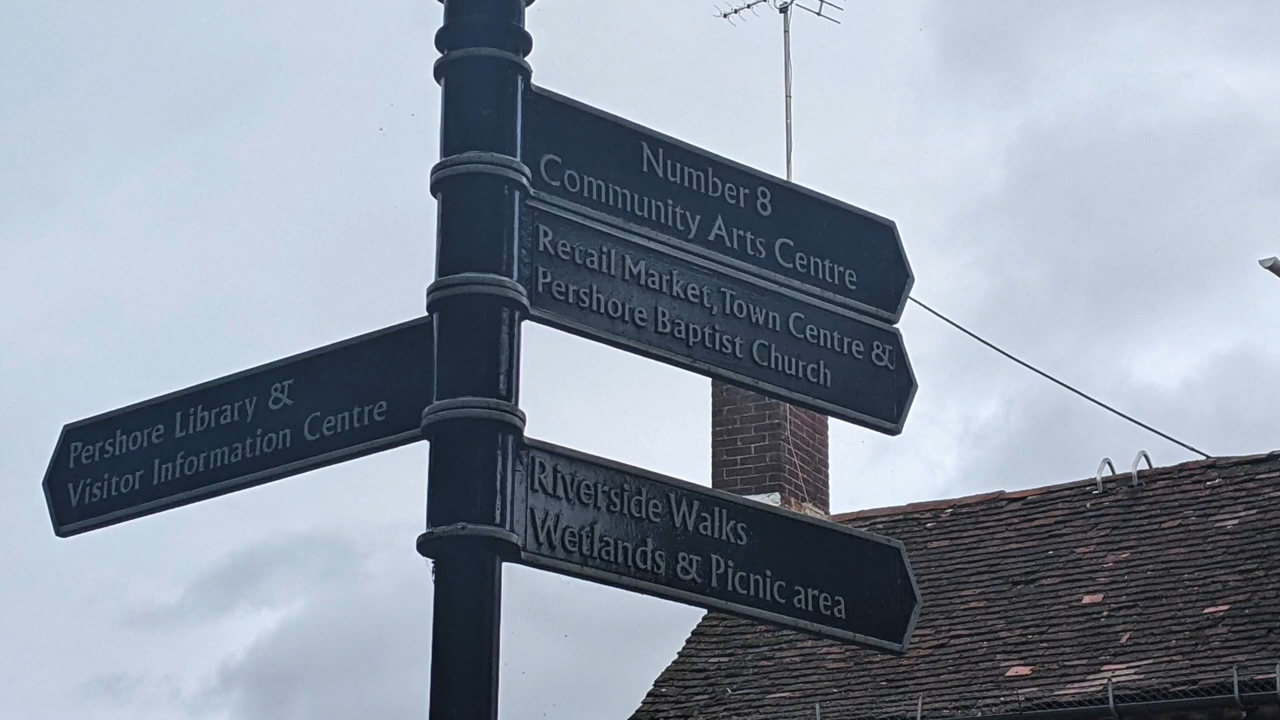 Number 8
Community Arts Centre
Retail Market, Town Centre &
Pershore Baptist Church
Pershore Library &
Visitor Information Centre
Riverside Walks
Wetlands & Picnic area